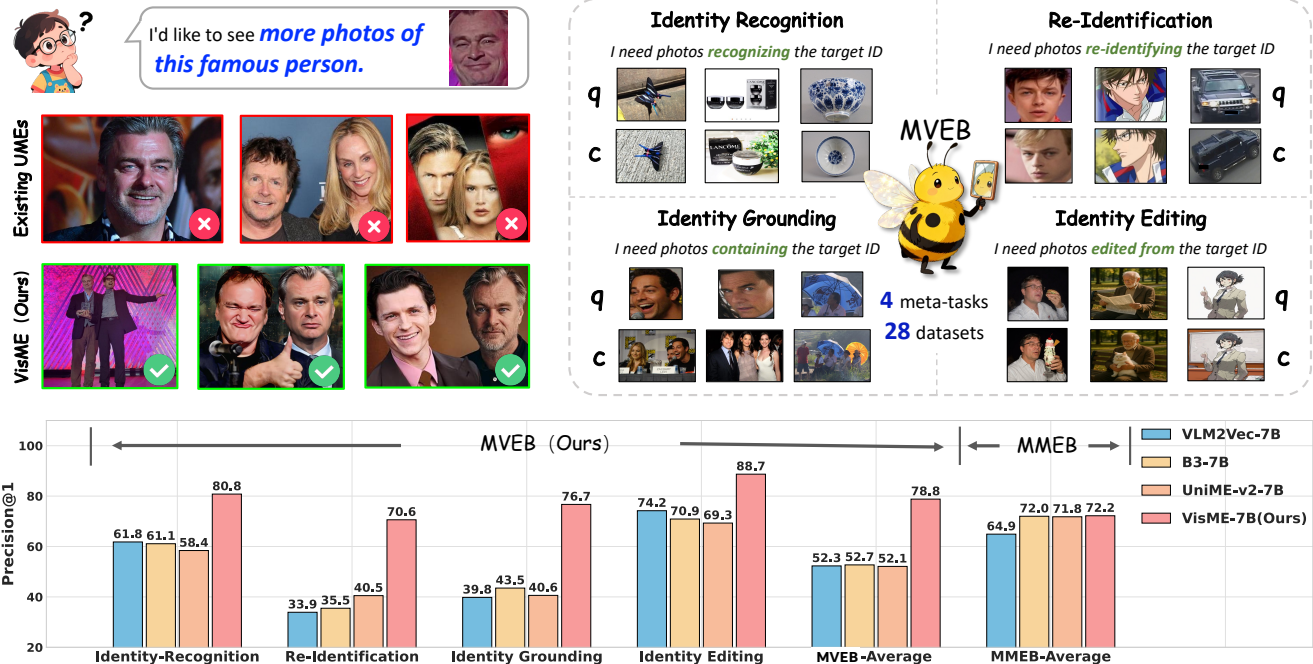 ?
I'd like to see more photos of
this famous person.
Existing UMEs
VisME (Ours)
Identity Recognition
I need photos recognizing the target ID
q
c
LANCOME
Re-Identification
I need photos re-identifying the target ID
q
c
MVEB
4 meta-tasks
28 datasets
Identity Grounding
I need photos containing the target ID
q
c
Identity Editing
I need photos edited from the target ID
q
c
MVEB (Ours)
MMEB
VLM2Vec-7B
B3-7B
UniME-v2-7B
VisME-7B(Ours)
Precision@1
100
80
60
40
20
61.8
61.1
58.4
80.8
33.9
35.5
40.5
70.6
39.8
43.5
40.6
76.7
74.2
70.9
69.3
88.7
52.3
52.7
52.1
78.8
64.9
72.0
71.8
72.2
Identity-Recognition
Re-Identification
Identity Grounding
Identity Editing
MVEB-Average
MMEB-Average